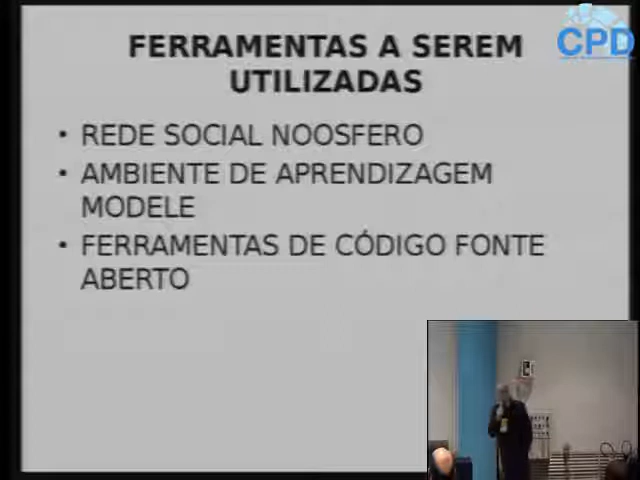 CPD
FERRAMENTAS A SEREM
UTILIZADAS
• REDE SOCIAL NOOSFERO
• AMBIENTE DE APRENDIZAGEM
MODELE
• FERRAMENTAS DE CÓDIGO FONTE
ABERTO